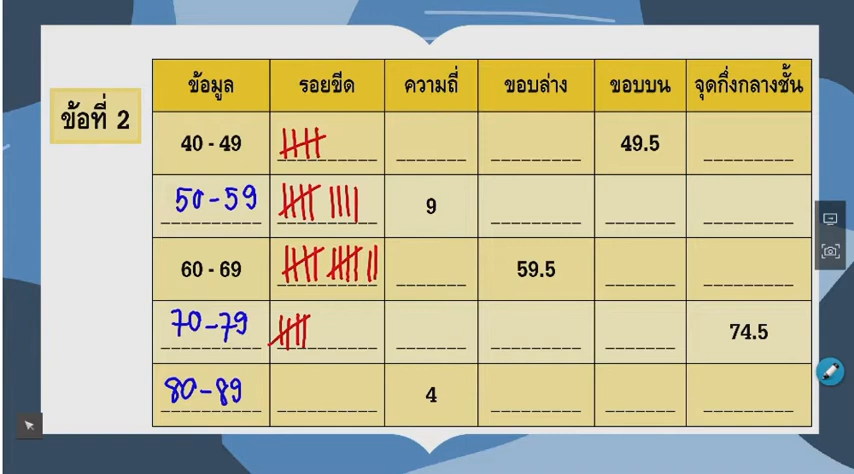 ข้อที่ 2
ข้อมูล รอยขีด ความถี่ ขอบล่าง ขอบบน จุดกึ่งกลางชั้น
40 - 49 49.5
50 - 59 9
60 - 69 59.5
70 - 79 74.5
80 - 89 4